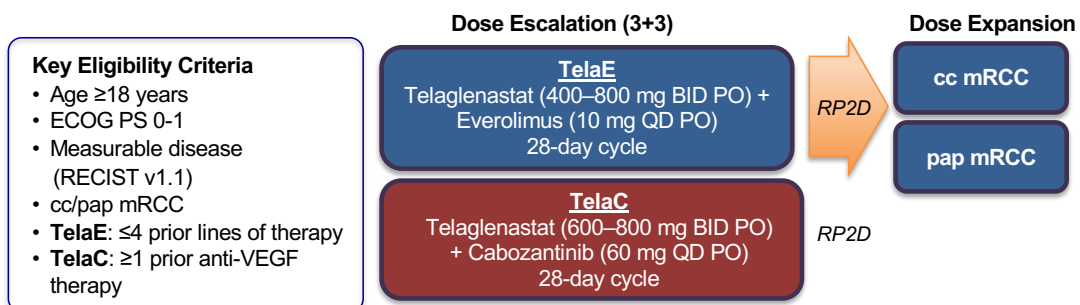 Key Eligibility Criteria
• Age ≥18 years
• ECOG PS 0-1
• Measurable disease
(RECIST v1.1)
• cc/pap mRCC
• TelaE: ≤4 prior lines of therapy
• TelaC: ≥1 prior anti-VEGF
therapy
Dose Escalation (3+3)
TelaE
Telaglenastat (400–800 mg BID PO) +
Everolimus (10 mg QD PO)
28-day cycle
TelaC
Telaglenastat (600–800 mg BID PO)
+ Cabozantinib (60 mg QD PO)
28-day cycle
RP2D
RP2D
Dose Expansion
cc mRCC
pap mRCC